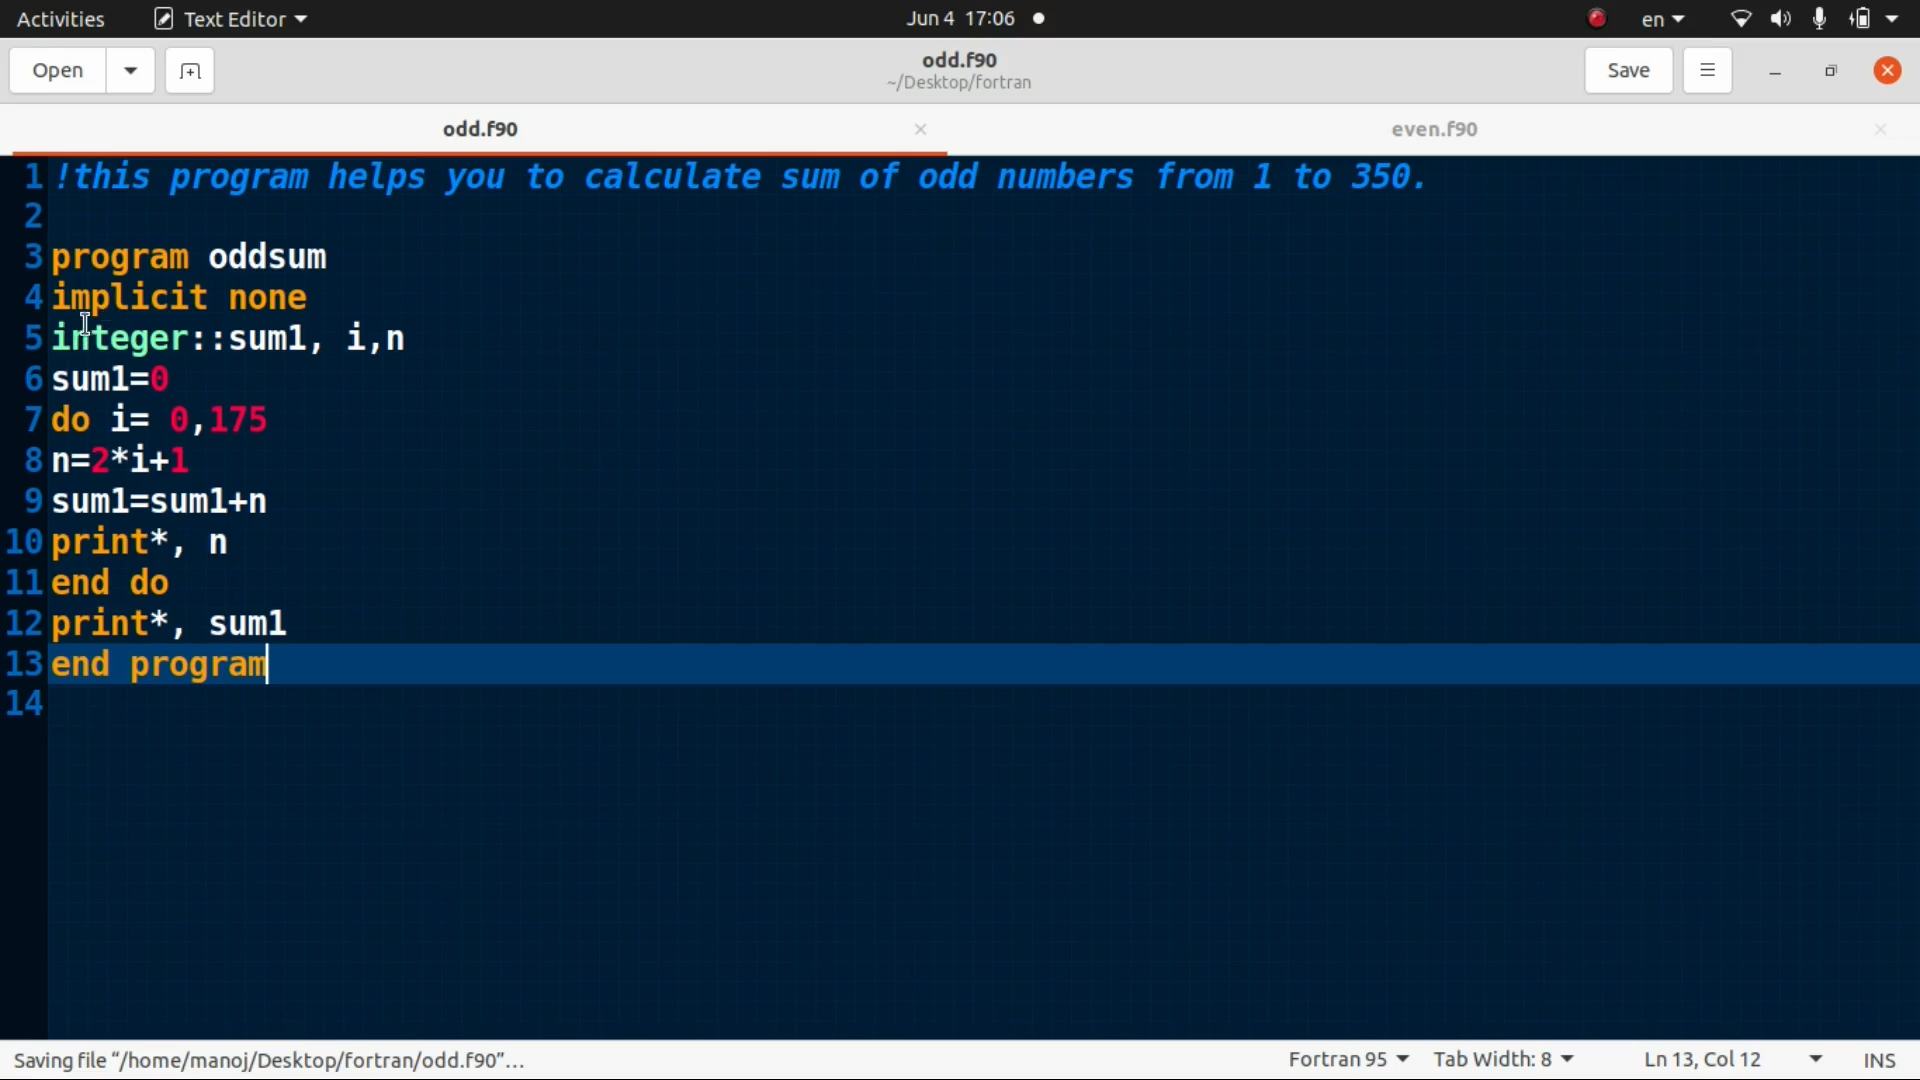 Activities Text Editor Jun 4 17:06 en
Open odd.f90 Save
~/Desktop/fortran
odd.f90 even.f90
1 !this program helps you to calculate sum of odd numbers from 1 to 350.
2
3 program oddsum
4 implicit none
5 integer::sum1, i,n
6 sum1=0
7 do i= 0,175
8 n=2*i+1
9 sum1=sum1+n
10 print*, n
11 end do
12 print*, sum1
13 end program
14
Saving file “/home/manoj/Desktop/fortran/odd.f90”... Fortran 95 Tab Width: 8 Ln 13, Col 12 INS